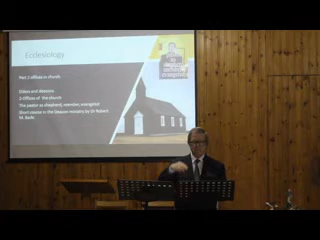 Ecclesiology
Part 2 offices in church
Elders and deacons
3 offices of the church
The pastor as shepherd, minister, evangelist
Short course in the Deacon ministry by Dr Robert
M. Barte